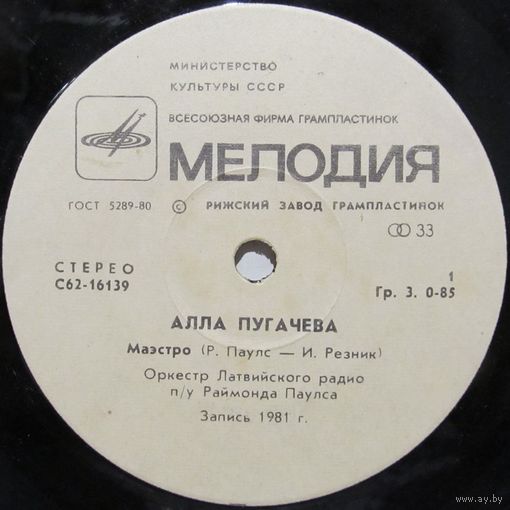 МИНИСТЕРСТВО
КУЛЬТУРЫ СССР
ВСЕСОЮЗНАЯ ФИРМА ГРАМПЛАСТИНОК
МЕЛОДИЯ
ГОСТ 5289-80 © РИЖСКИЙ ЗАВОД ГРАМПЛАСТИНОК
33
СТЕРЕО 1
С62-16139 Гр. 3. 0-85
АЛЛА ПУГАЧЕВА
Маэстро (Р. Паулс — И. Резник)
Оркестр Латвийского радио
п/у Раймонда Паулса
Запись 1981 г.
www.ay.by